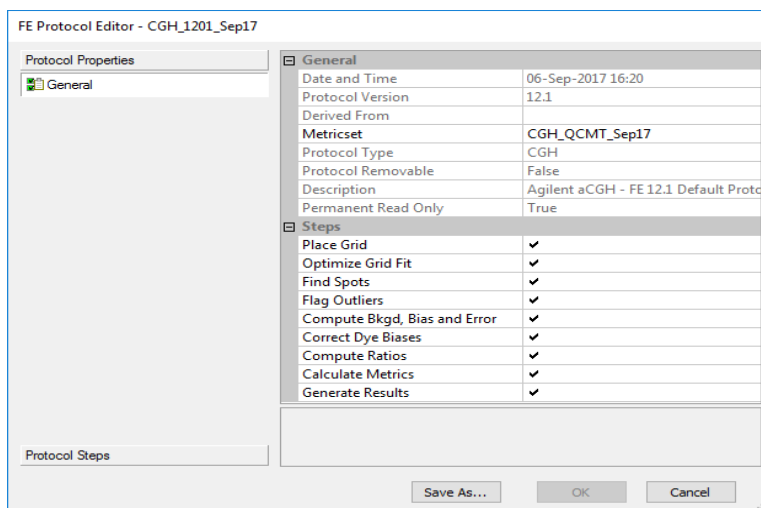 FE Protocol Editor - CGH_1201_Sep17
Protocol Properties
General
Protocol Steps
General
Date and Time 06-Sep-2017 16:20
Protocol Version 12.1
Derived From
Metricset CGH_QCMT_Sep17
Protocol Type CGH
Protocol Removable False
Description Agilent aCGH - FE 12.1 Default Protc
Permanent Read Only True
Steps
Place Grid ✔
Optimize Grid Fit ✔
Find Spots ✔
Flag Outliers ✔
Compute Bkgd, Bias and Error ✔
Correct Dye Biases ✔
Compute Ratios ✔
Calculate Metrics ✔
Generate Results ✔
Save As... OK Cancel